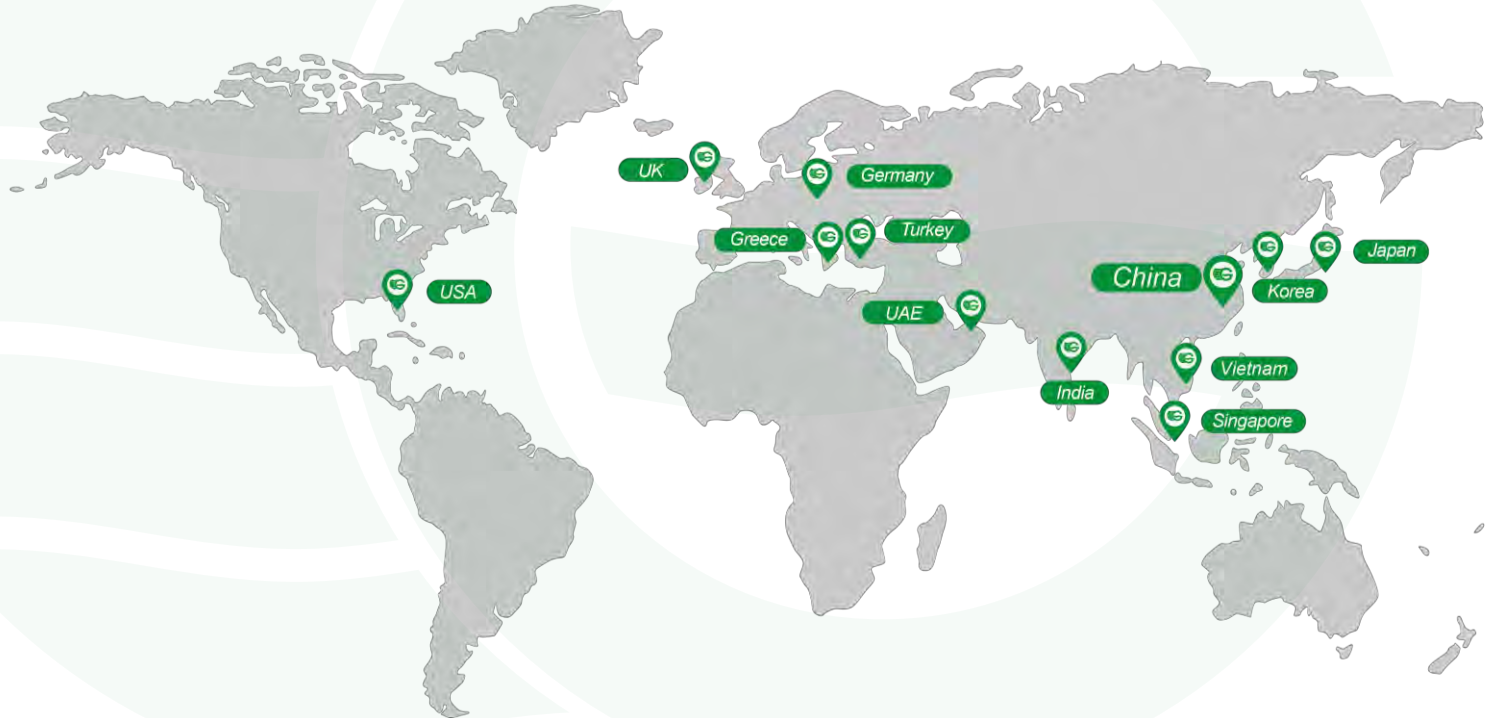 UK
Germany
Greece
Turkey
China
Japan
Korea
USA
UAE
India
Vietnam
Singapore